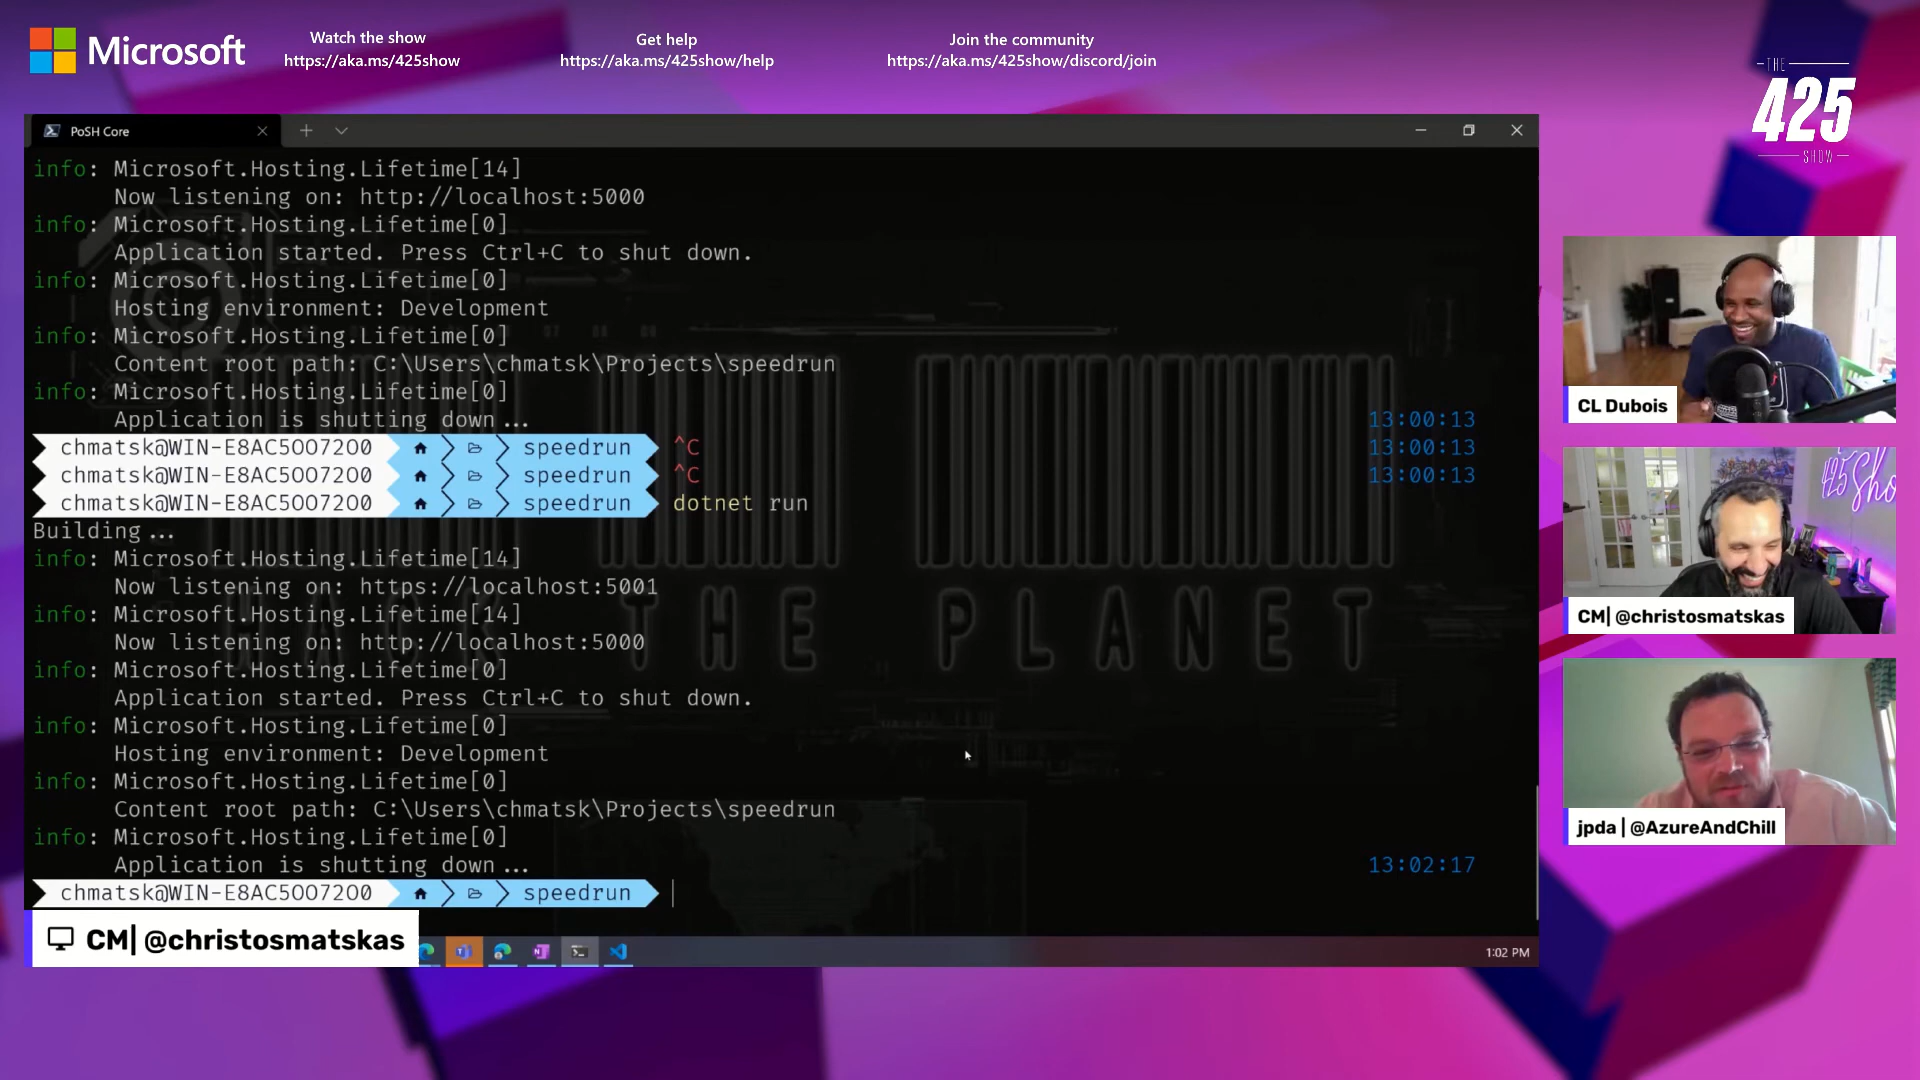 Microsoft
Watch the show
https://aka.ms/425show
Get help
https://aka.ms/425show/help
Join the community
https://aka.ms/425show/discord/join
THE
425
SHOW
PoSH Core
info: Microsoft.Hosting.Lifetime[14]
Now listening on: http://localhost:5000
info: Microsoft.Hosting.Lifetime[0]
Application started. Press Ctrl+C to shut down.
info: Microsoft.Hosting.Lifetime[0]
Hosting environment: Development
info: Microsoft.Hosting.Lifetime[0]
Content root path: C:\Users\chmatsk\Projects\speedrun
info: Microsoft.Hosting.Lifetime[0]
Application is shutting down... 13:00:13
chmatsk@WIN-E8AC5OO72O0 speedrun ^C 13:00:13
chmatsk@WIN-E8AC5OO72O0 speedrun ^C 13:00:13
chmatsk@WIN-E8AC5OO72O0 speedrun dotnet run
Building...
info: Microsoft.Hosting.Lifetime[14]
Now listening on: https://localhost:5001
info: Microsoft.Hosting.Lifetime[14]
Now listening on: http://localhost:5000
info: Microsoft.Hosting.Lifetime[0]
Application started. Press Ctrl+C to shut down.
info: Microsoft.Hosting.Lifetime[0]
Hosting environment: Development
info: Microsoft.Hosting.Lifetime[0]
Content root path: C:\Users\chmatsk\Projects\speedrun
info: Microsoft.Hosting.Lifetime[0]
Application is shutting down... 13:02:17
chmatsk@WIN-E8AC5OO72O0 speedrun
HACK THE PLANET
CM| @christosmatskas
1:02 PM
CL Dubois
425 Sho
CM| @christosmatskas
jpda | @AzureAndChill